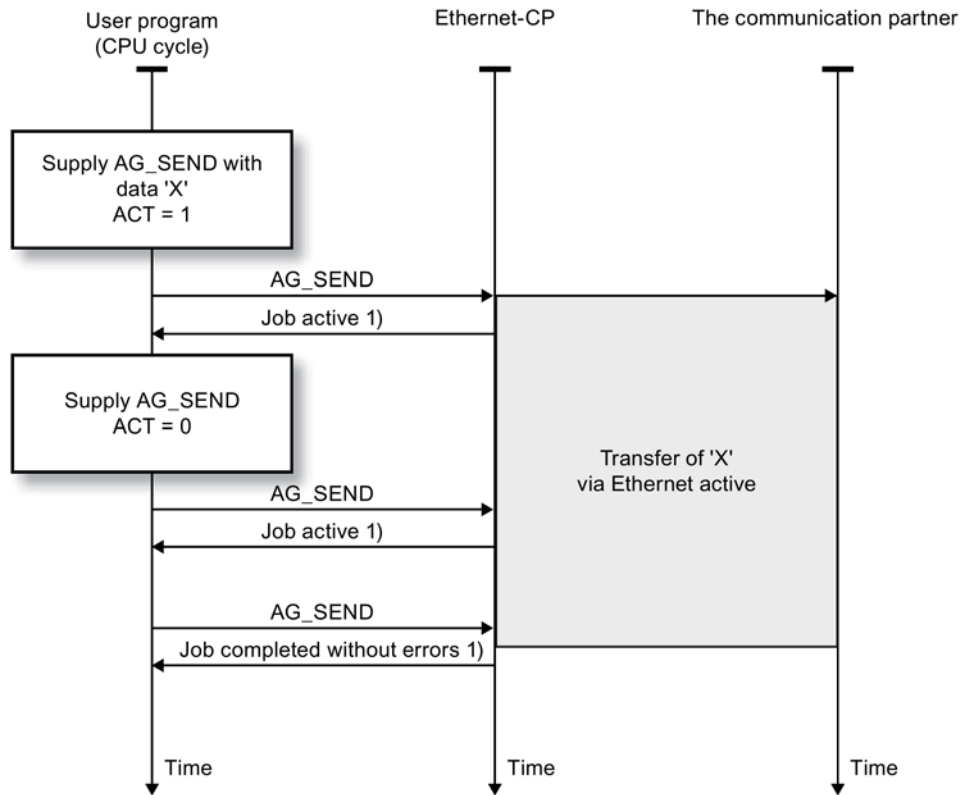 User program
(CPU cycle)
Ethernet-CP
The communication partner
Supply AG_SEND with
data 'X'
ACT = 1
AG_SEND
Job active 1)
Supply AG_SEND
ACT = 0
Transfer of 'X'
via Ethernet active
AG_SEND
Job active 1)
AG_SEND
Job completed without errors 1)
Time
Time
Time